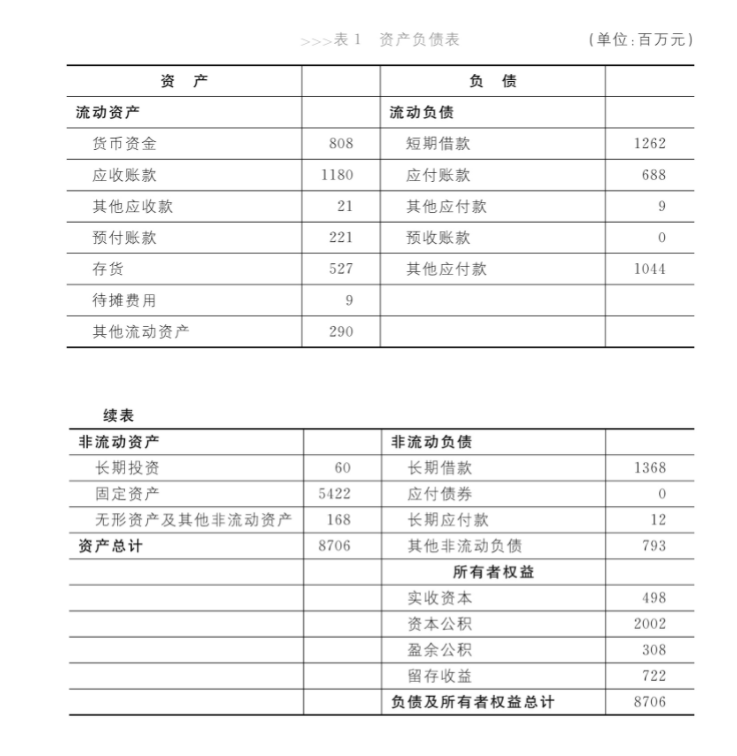 >>>表 1 资产负债表 (单位:百万元)
资 产 负 债
流动资产 流动负债
货币资金 808 短期借款 1262
应收账款 1180 应付账款 688
其他应收款 21 其他应付款 9
预付账款 221 预收账款 0
存货 527 其他应付款 1044
待摊费用 9
其他流动资产 290
续表
非流动资产 非流动负债
长期投资 60 长期借款 1368
固定资产 5422 应付债券 0
无形资产及其他非流动资产 168 长期应付款 12
资产总计 8706 其他非流动负债 793
所有者权益
实收资本 498
资本公积 2002
盈余公积 308
留存收益 722
负债及所有者权益总计 8706